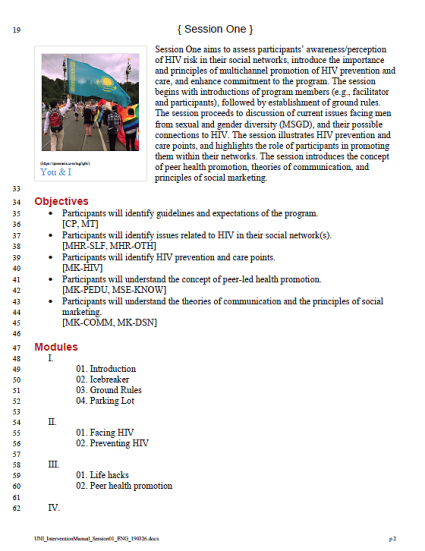 19
{ Session One }
Session One aims to assess participants' awareness/perception
of HIV risk in their social networks, introduce the importance
and principles of multichannel promotion of HIV prevention and
care, and enhance commitment to the program. The session
begins with introductions of program members (e.g., facilitator
and participants), followed by establishment of ground rules.
The session proceeds to discussion of current issues facing men
from sexual and gender diversity (MSGD), and their possible
connections to HIV. The session illustrates HIV prevention and
care points, and highlights the role of participants in promoting
them within their networks. The session introduces the concept
of peer health promotion, theories of communication, and
principles of social marketing.
You & I
33
34 Objectives
35 • Participants will identify guidelines and expectations of the program.
36 [CP, MT]
37 • Participants will identify issues related to HIV in their social network(s).
38 [MHR-SLF, MHR-OTH]
39 • Participants will identify HIV prevention and care points.
40 [MK-HIV]
41 • Participants will understand the concept of peer-led health promotion.
42 [MK-PEDU, MSE-KNOW]
43 • Participants will understand the theories of communication and the principles of social
44 marketing.
45 [MK-COMM, MK-DSN]
46
47 Modules
48 I.
49 01. Introduction
50 02. Icebreaker
51 03. Ground Rules
52 04. Parking Lot
53
54 II.
55 01. Facing HIV
56 02. Preventing HIV
57
58 III.
59 01. Life hacks
60 02. Peer health promotion
61
62 IV.
UNI_InterventionManual_Session01_ENG_190326.docx
p.2